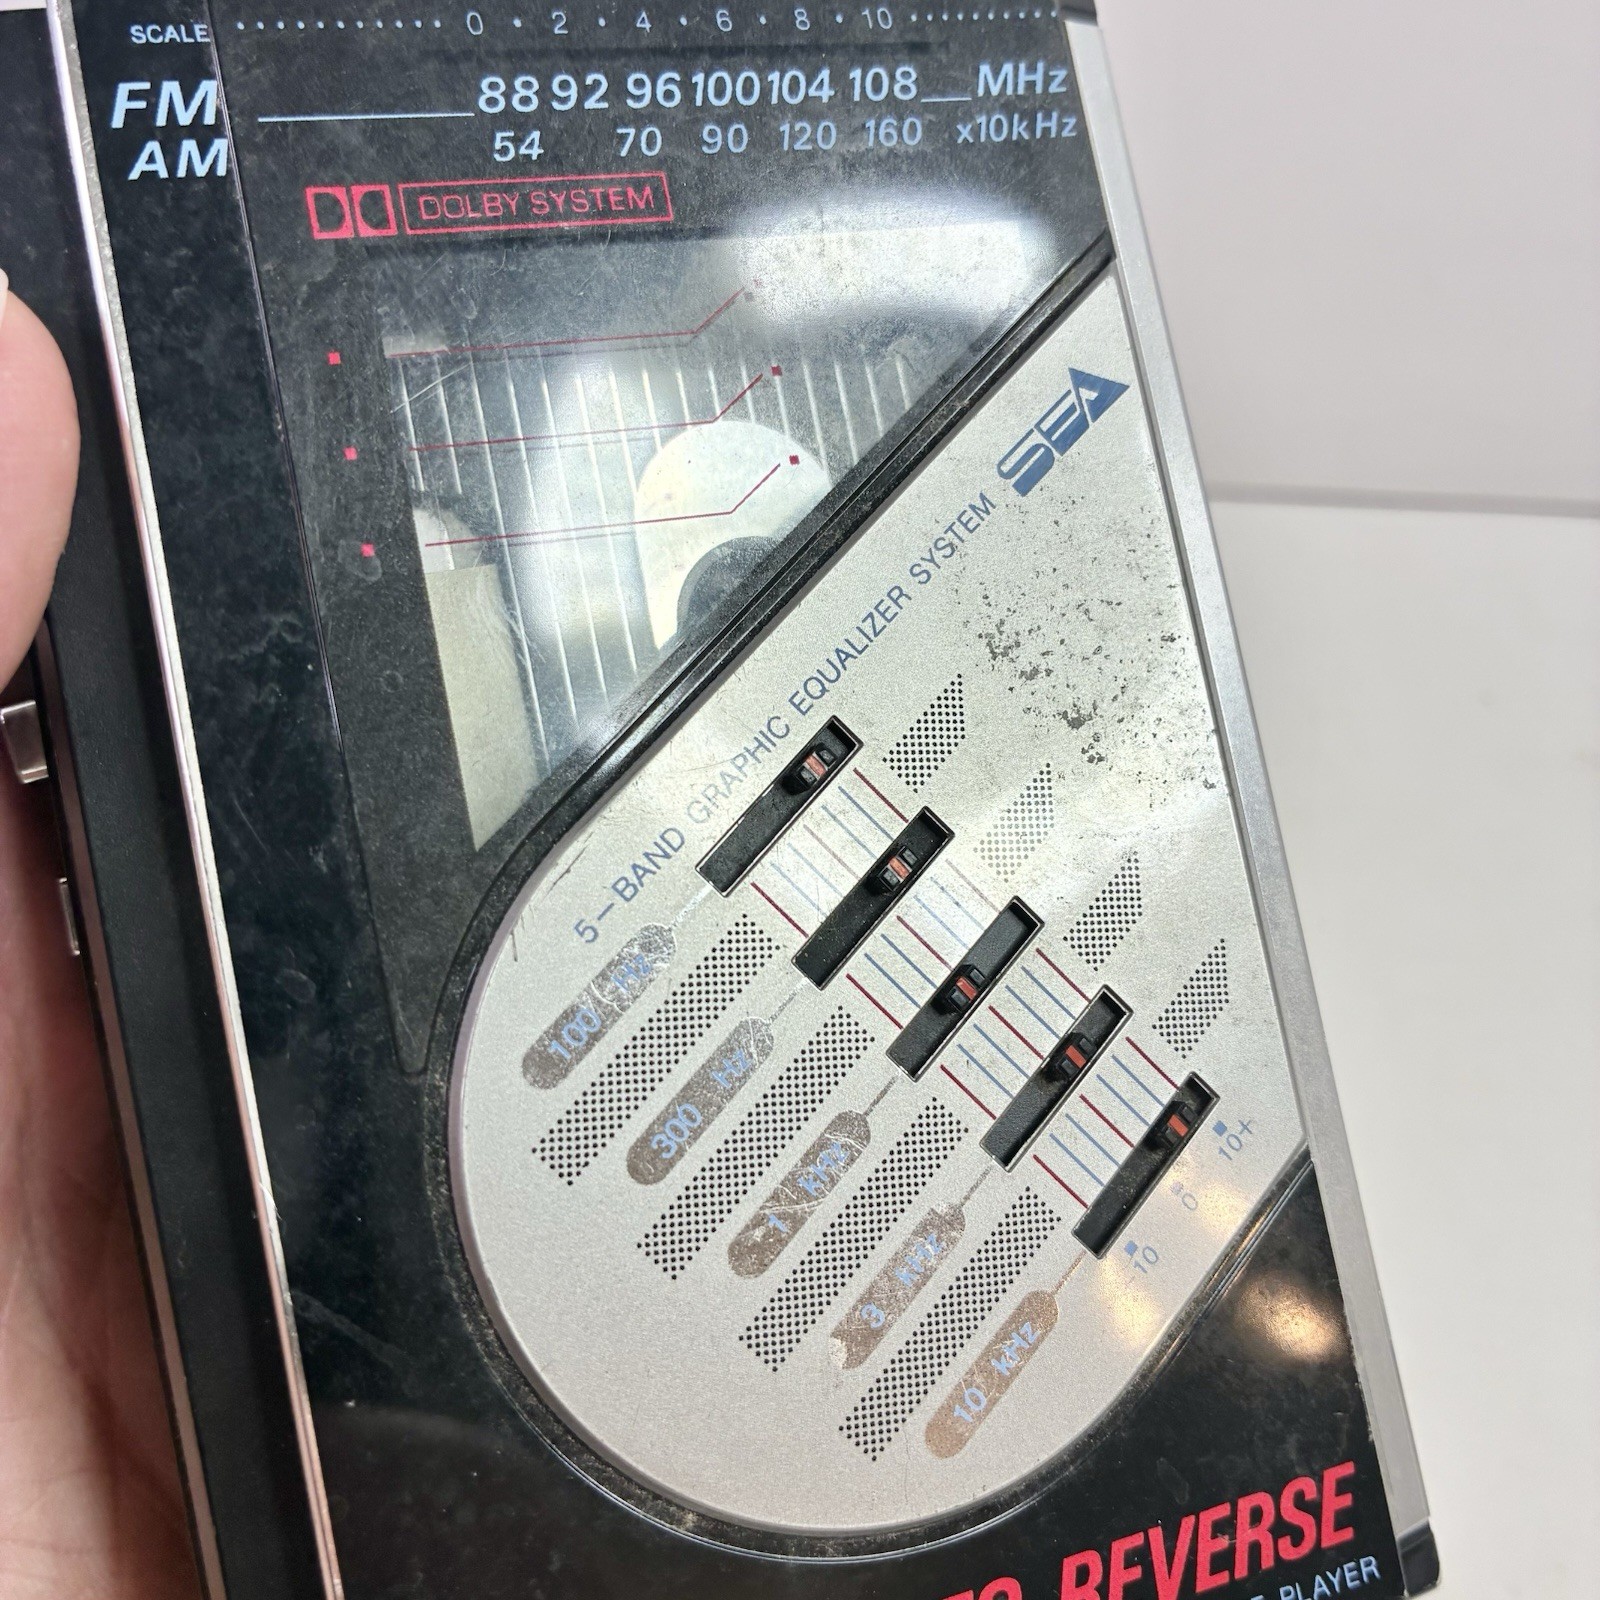 SCALE 0 2 4 6 8 10
FM 88 92 96 100 104 108 MHz
AM 54 70 90 120 160 x10kHz
DOLBY SYSTEM
SEA
5-BAND GRAPHIC EQUALIZER SYSTEM
100 Hz
300 Hz
1 kHz
3 kHz
10 kHz
10+
0
-10
REVERSE
PLAYER